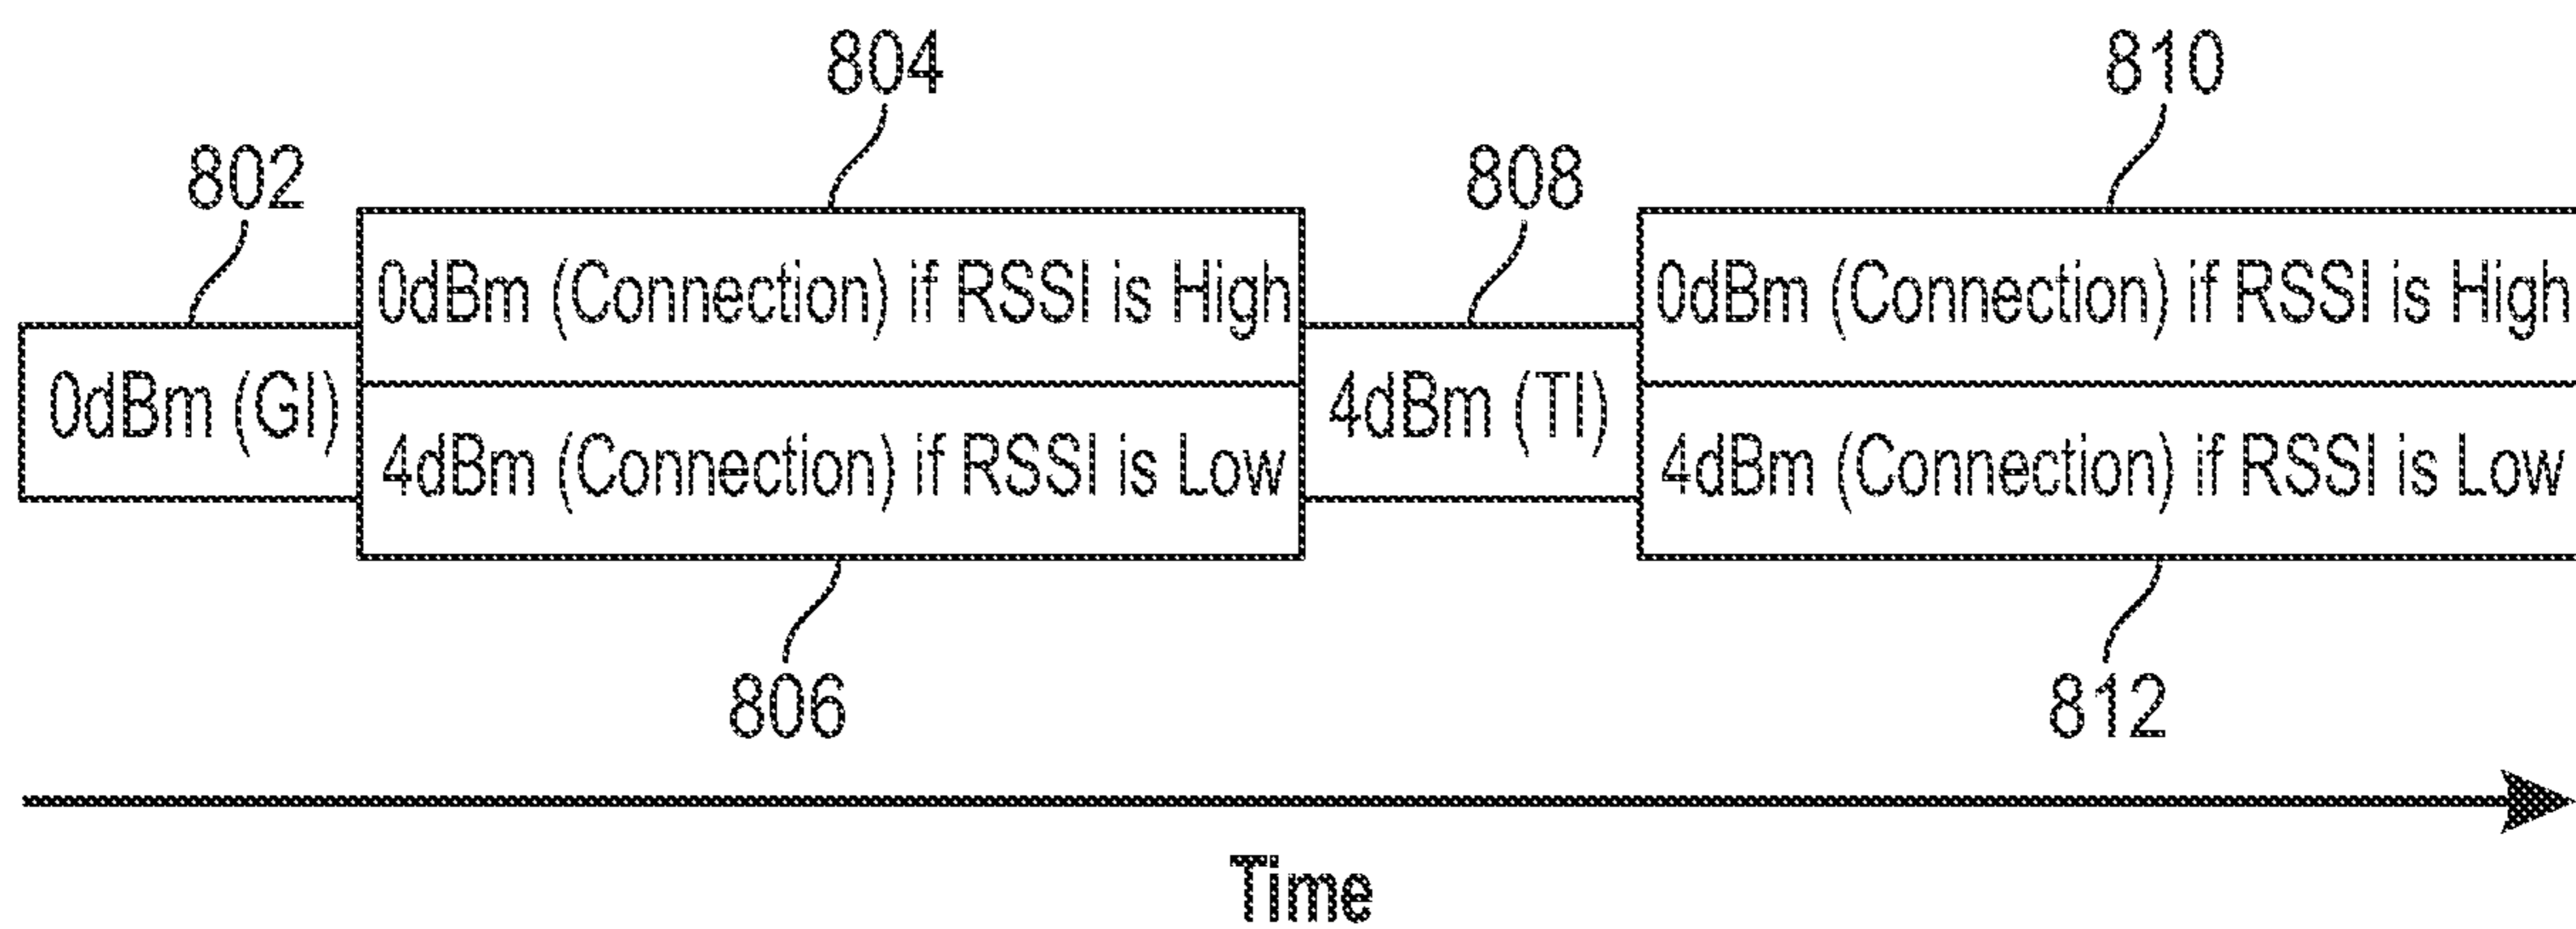 804
810
802
808
0dBm (Connection) if RSSI is High
0dBm (Connection) if RSSI is High
0dBm (GI)
4dBm (TI)
4dBm (Connection) if RSSI is Low
4dBm (Connection) if RSSI is Low
806
812
Time